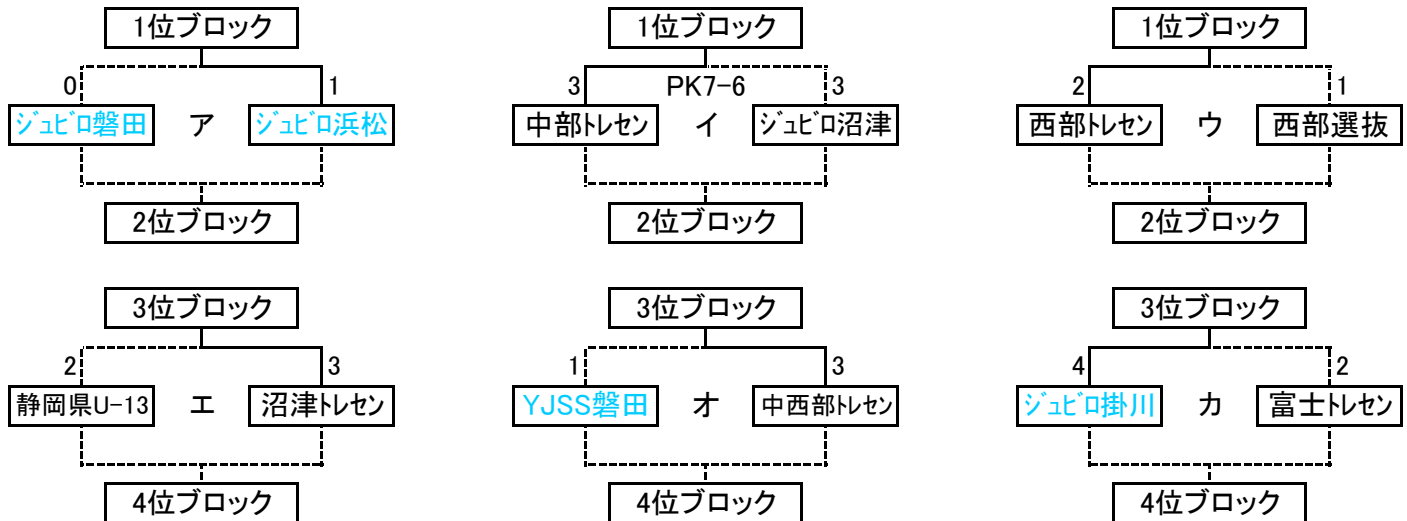 1位ブロック 1位ブロック 1位ブロック
0 1 3 PK7-6 3 2 1
ｼﾞｭﾋﾞﾛ磐田 ア ｼﾞｭﾋﾞﾛ浜松 中部ﾄﾚｾﾝ イ ｼﾞｭﾋﾞﾛ沼津 西部ﾄﾚｾﾝ ウ 西部選抜
2位ブロック 2位ブロック 2位ブロック
3位ブロック 3位ブロック 3位ブロック
2 3 1 3 4 2
静岡県U-13 エ 沼津ﾄﾚｾﾝ YJSS磐田 オ 中西部ﾄﾚｾﾝ ｼﾞｭﾋﾞﾛ掛川 カ 富士ﾄﾚｾﾝ
4位ブロック 4位ブロック 4位ブロック